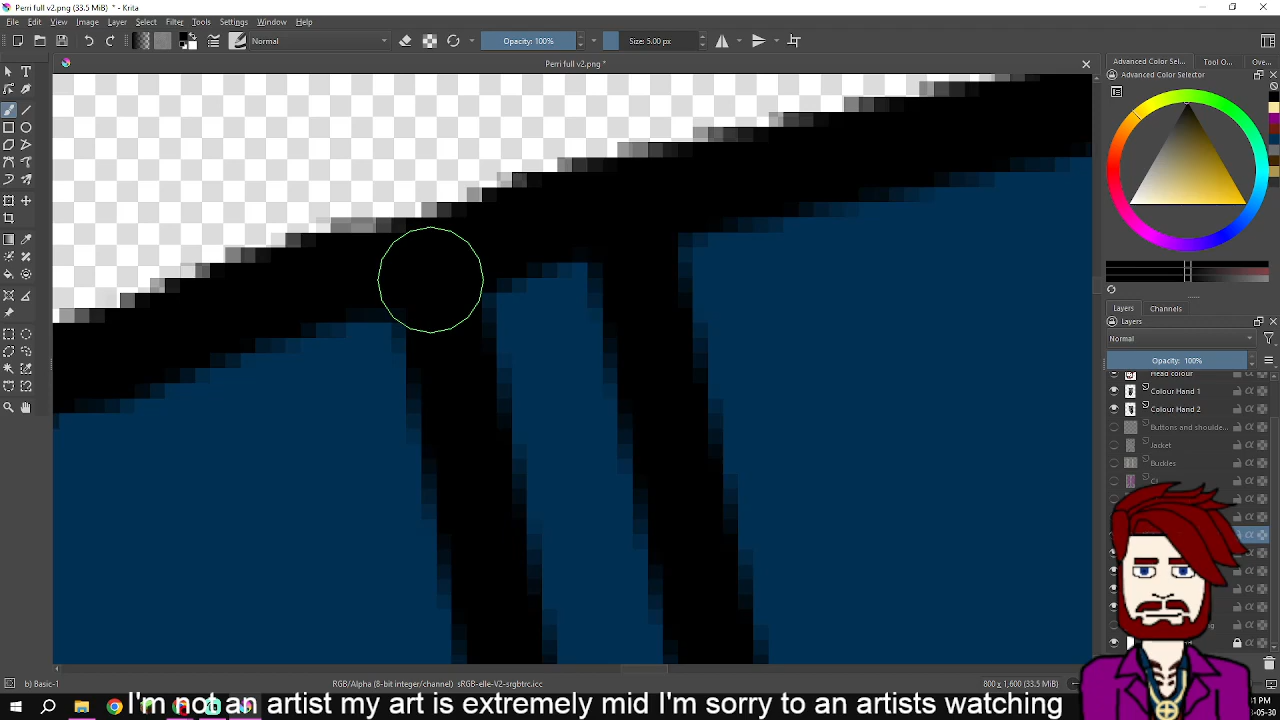 Perri full v2.png (33.5 MiB) * - Krita
File Edit View Image Layer Select Filter Tools Settings Window Help
Normal Opacity: 100% Size: 5.00 px
Perri full v2.png *
Advanced Color Sel... Tool O... Ove...
Advanced Color Selector
Layers Channels
Layers
Normal
Opacity: 100%
Head colour
Colour Hand 1
Colour Hand 2
Buttons and shoulde...
Jacket
Buckles
b) Basic-1 RGB/Alpha (8-bit integer/channel) sRGB-elle-V2-srgbtrc.icc 800 x 1,600 (33.5 MiB)
I'm not an artist my art is extremely mid I'm sorry to an artists watching